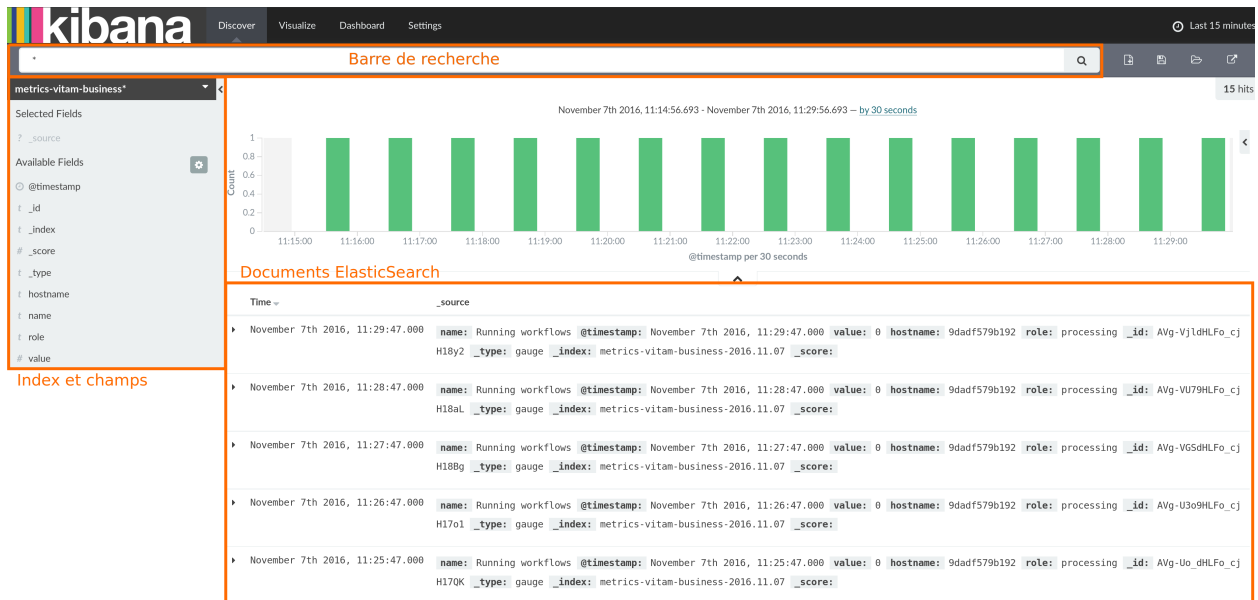 kibana
Discover Visualize Dashboard Settings Last 15 minutes
* Barre de recherche
metrics-vitam-business*
15 hits
Selected Fields
? _source
Available Fields
@timestamp
t _id
t _index
# _score
t _type
t hostname
t name
t role
# value
Index et champs
November 7th 2016, 11:14:56.693 - November 7th 2016, 11:29:56.693 — by 30 seconds
Count
1
0.8
0.6
0.4
0.2
0
11:15:00 11:16:00 11:17:00 11:18:00 11:19:00 11:20:00 11:21:00 11:22:00 11:23:00 11:24:00 11:25:00 11:26:00 11:27:00 11:28:00 11:29:00
@timestamp per 30 seconds
Documents ElasticSearch
Time _source
November 7th 2016, 11:29:47.000 name: Running workflows @timestamp: November 7th 2016, 11:29:47.000 value: 0 hostname: 9dadf579b192 role: processing _id: AVg-VjldHLFo_cj
H18y2 _type: gauge _index: metrics-vitam-business-2016.11.07 _score:
November 7th 2016, 11:28:47.000 name: Running workflows @timestamp: November 7th 2016, 11:28:47.000 value: 0 hostname: 9dadf579b192 role: processing _id: AVg-VU79HLFo_cj
H18aL _type: gauge _index: metrics-vitam-business-2016.11.07 _score:
November 7th 2016, 11:27:47.000 name: Running workflows @timestamp: November 7th 2016, 11:27:47.000 value: 0 hostname: 9dadf579b192 role: processing _id: AVg-VGSdHLFo_cj
H18Bg _type: gauge _index: metrics-vitam-business-2016.11.07 _score:
November 7th 2016, 11:26:47.000 name: Running workflows @timestamp: November 7th 2016, 11:26:47.000 value: 0 hostname: 9dadf579b192 role: processing _id: AVg-U3o9HLFo_cj
H17o1 _type: gauge _index: metrics-vitam-business-2016.11.07 _score:
November 7th 2016, 11:25:47.000 name: Running workflows @timestamp: November 7th 2016, 11:25:47.000 value: 0 hostname: 9dadf579b192 role: processing _id: AVg-Uo_dHLFo_cj
H17QK _type: gauge _index: metrics-vitam-business-2016.11.07 _score: